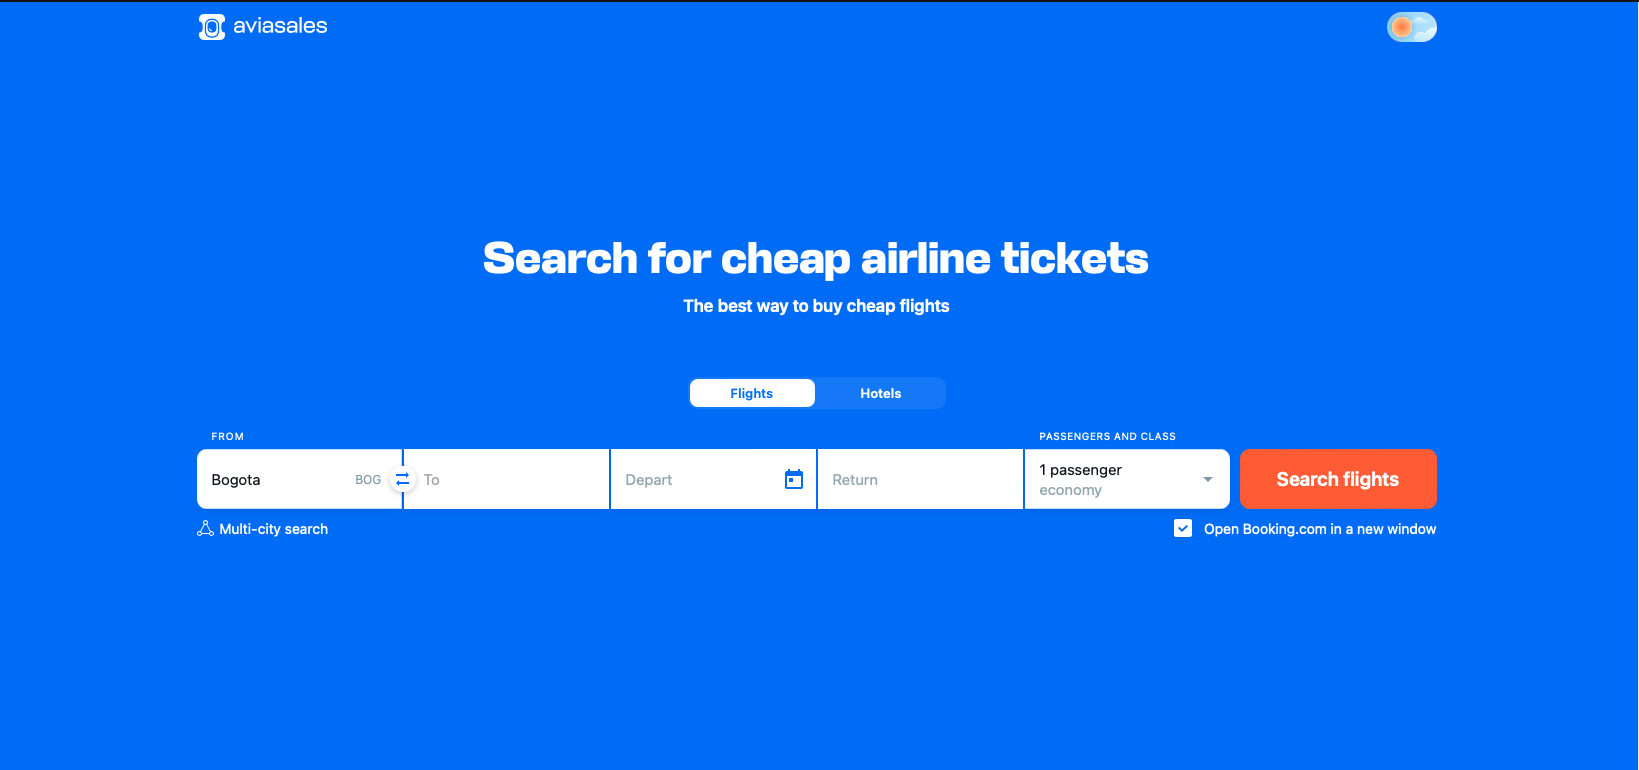 aviasales
Search for cheap airline tickets
The best way to buy cheap flights
Flights Hotels
FROM PASSENGERS AND CLASS
Bogota BOG To Depart Return 1 passenger
economy
Search flights
Multi-city search Open Booking.com in a new window